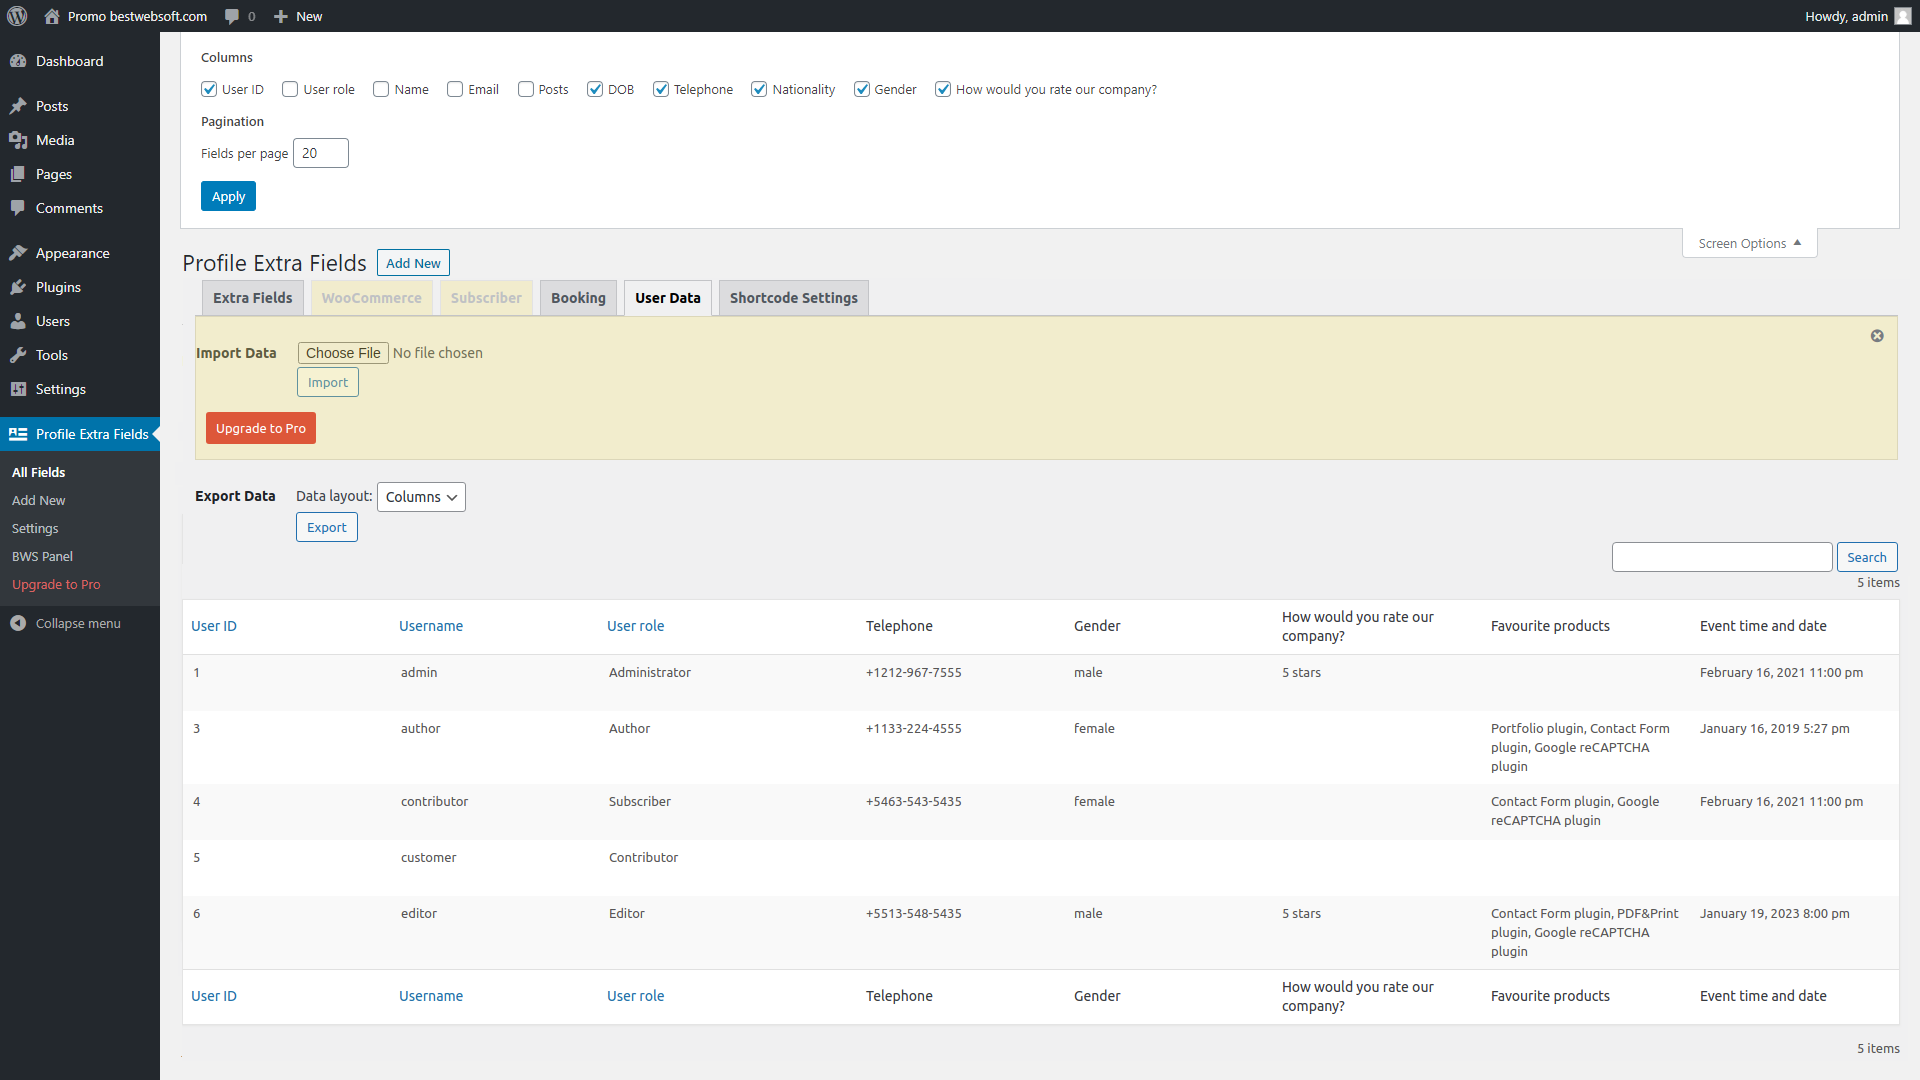 Promo bestwebsoft.com 0 New Howdy, admin
Dashboard
Posts
Media
Pages
Comments
Appearance
Plugins
Users
Tools
Settings
Profile Extra Fields
All Fields
Add New
Settings
BWS Panel
Upgrade to Pro
Collapse menu
Columns
User ID User role Name Email Posts DOB Telephone Nationality Gender How would you rate our company?
Pagination
Fields per page 20
Apply
Screen Options
Profile Extra Fields Add New
Extra Fields WooCommerce Subscriber Booking User Data Shortcode Settings
Import Data Choose File No file chosen
Import
Upgrade to Pro
Export Data Data layout: Columns
Export
Search
5 items
User ID Username User role Telephone Gender How would you rate our Favourite products Event time and date
company?
1 admin Administrator +1212-967-7555 male 5 stars February 16, 2021 11:00 pm
3 author Author +1133-224-4555 female Portfolio plugin, Contact Form January 16, 2019 5:27 pm
plugin, Google reCAPTCHA
plugin
4 contributor Subscriber +5463-543-5435 female Contact Form plugin, Google February 16, 2021 11:00 pm
reCAPTCHA plugin
5 customer Contributor
6 editor Editor +5513-548-5435 male 5 stars Contact Form plugin, PDF&Print January 19, 2023 8:00 pm
plugin, Google reCAPTCHA
plugin
User ID Username User role Telephone Gender How would you rate our Favourite products Event time and date
company?
5 items